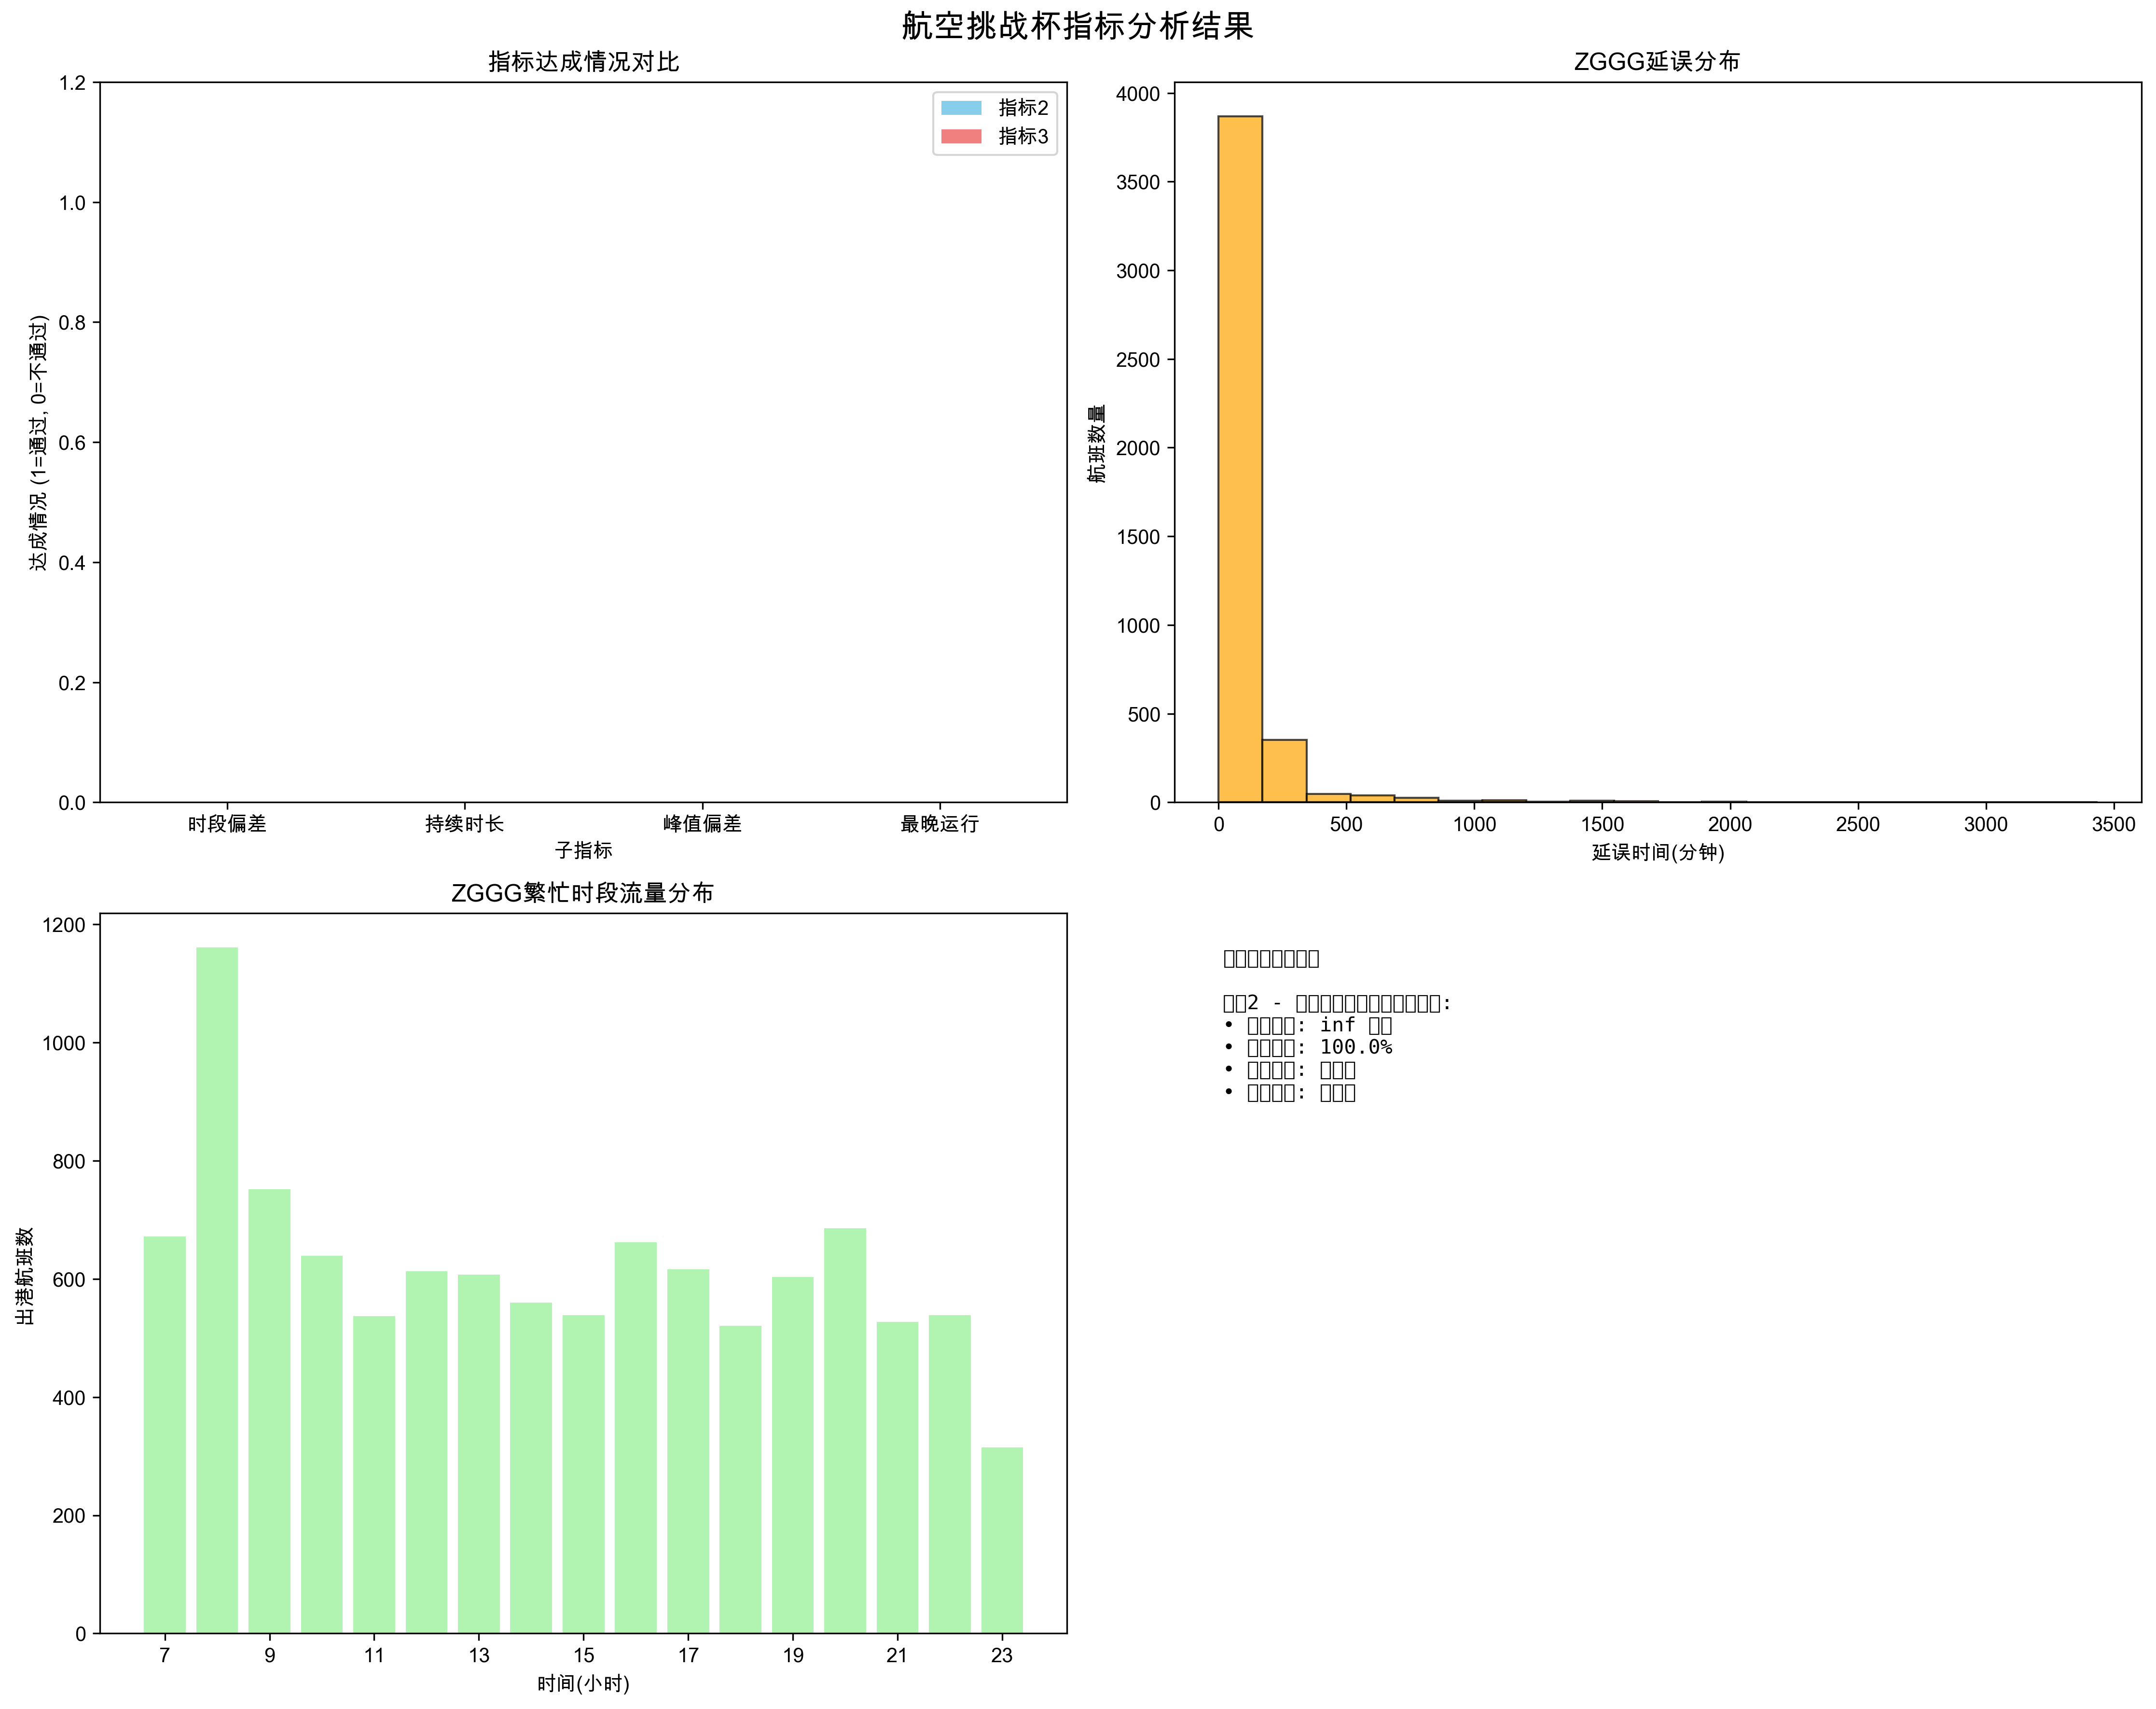 航空挑战杯指标分析结果
指标达成情况对比
1.2
1.0
0.8
0.6
0.4
0.2
0.0
达成情况 (1=通过, 0=不通过)
指标2
指标3
时段偏差 持续时长 峰值偏差 最晚运行
子指标
ZGGG延误分布
4000
3500
3000
2500
2000
1500
1000
500
0
航班数量
0 500 1000 1500 2000 2500 3000 3500
延误时间(分钟)
ZGGG繁忙时段流量分布
1200
1000
800
600
400
200
0
出港航班数
7 9 11 13 15 17 19 21 23
时间(小时)
2 -
:
• : inf
• : 100.0%
• :
• :